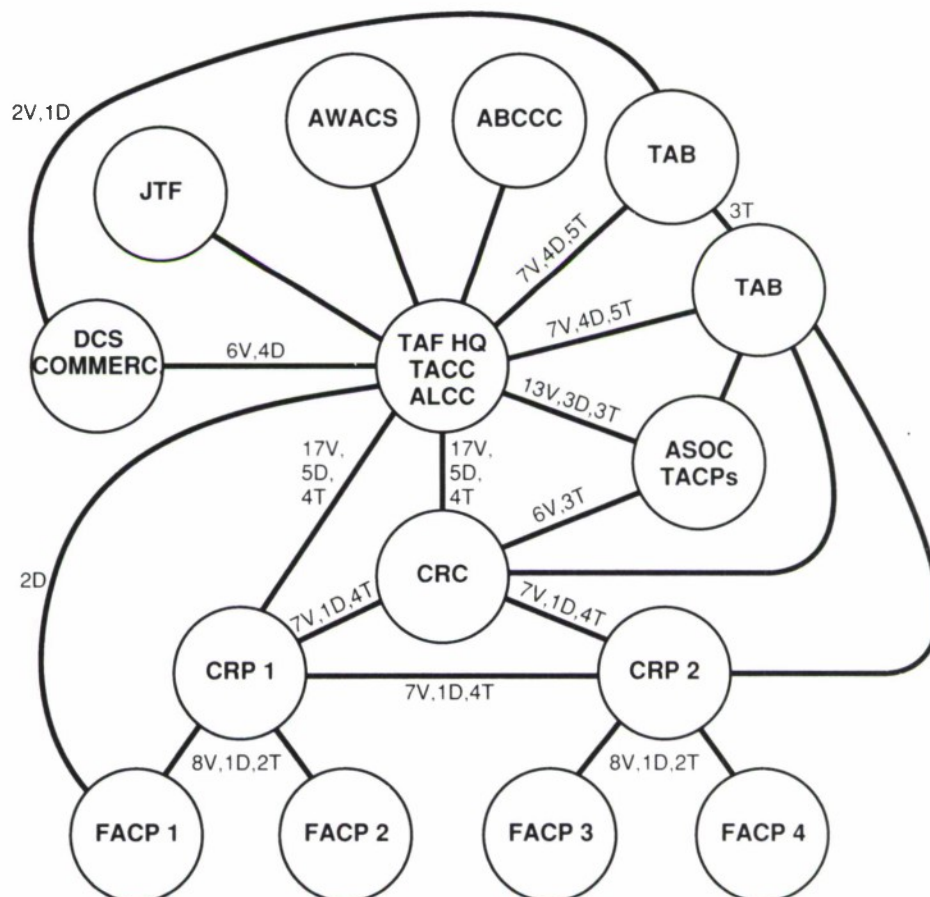 2V,1D
AWACS
ABCCC
TAB
JTF
3T
7V,4D,5T
TAB
DCS
COMMERC
6V,4D
TAF HQ
TACC
ALCC
7V,4D,5T
13V,3D,3T
17V,
5D,
4T
17V,
5D,
4T
ASOC
TACPs
6V,3T
2D
CRC
7V,1D,4T
7V,1D,4T
CRP 1
CRP 2
7V,1D,4T
8V,1D,2T
8V,1D,2T
FACP 1
FACP 2
FACP 3
FACP 4